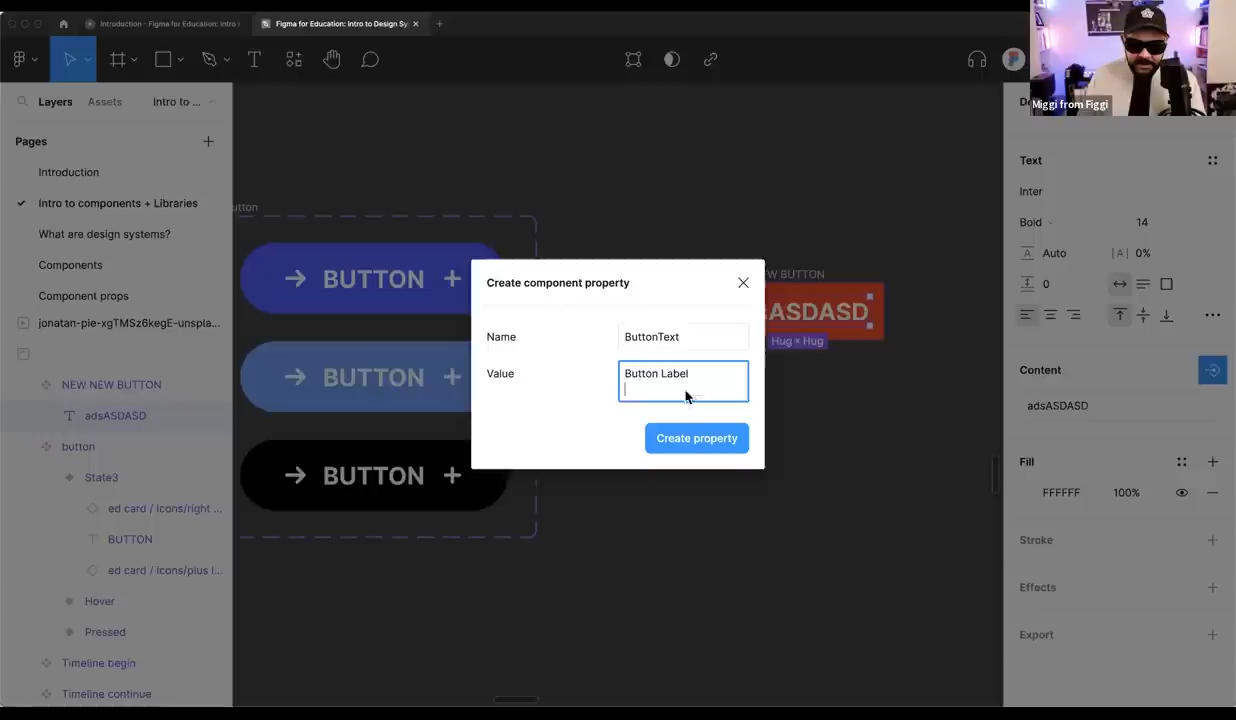 Introduction - Figma for Education: Intro i
Figma for Education: Intro to Design Sy
Miggi from Figgi
Layers
Assets
Intro to ...
Pages
Introduction
Intro to components + Libraries
What are design systems?
Components
Component props
jonatan-pie-xgTMSz6kegE-unspla...
NEW NEW BUTTON
adsASDASD
button
State3
ed card / icons/right ...
BUTTON
ed card / icons/plus l...
Hover
Pressed
Timeline begin
Timeline continue
utton
BUTTON
BUTTON
BUTTON
W BUTTON
ASDASD
Hug × Hug
Create component property
Name
ButtonText
Value
Button Label
Create property
Text
Inter
Bold
14
Auto
|A| 0%
0
Content
adsASDASD
Fill
FFFFFF
100%
Stroke
Effects
Export